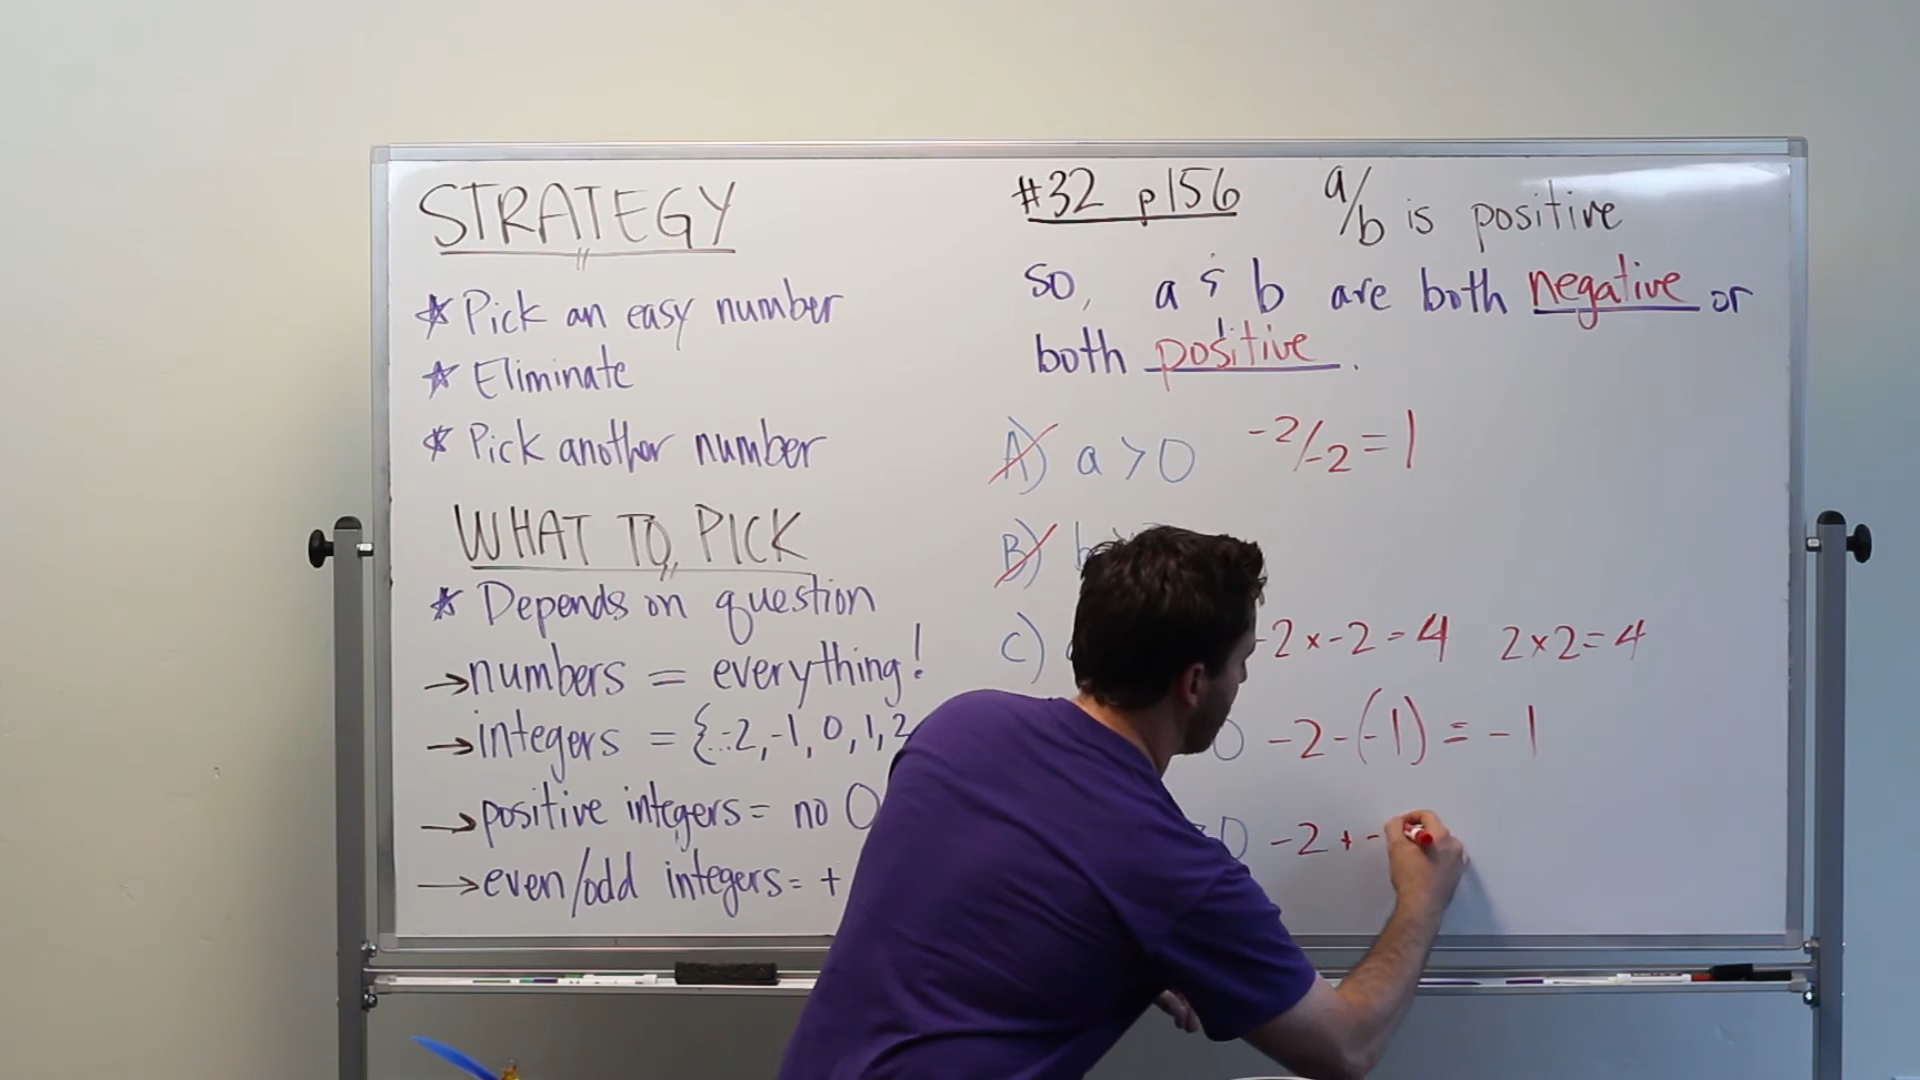 STRATEGY
* Pick an easy number
* Eliminate
* Pick another number
WHAT TO PICK
* Depends on question
→ numbers = everything!
→ integers = {...-2, -1, 0, 1, 2
→ positive integers = no 0
→ even/odd integers = +
#32 p156 a/b is positive
so, a & b are both negative or
both positive.
A) a > 0 -2/-2 = 1
B) b
C) -2 x -2 = 4 2 x 2 = 4
0 -2 - (-1) = -1
0 -2 + -